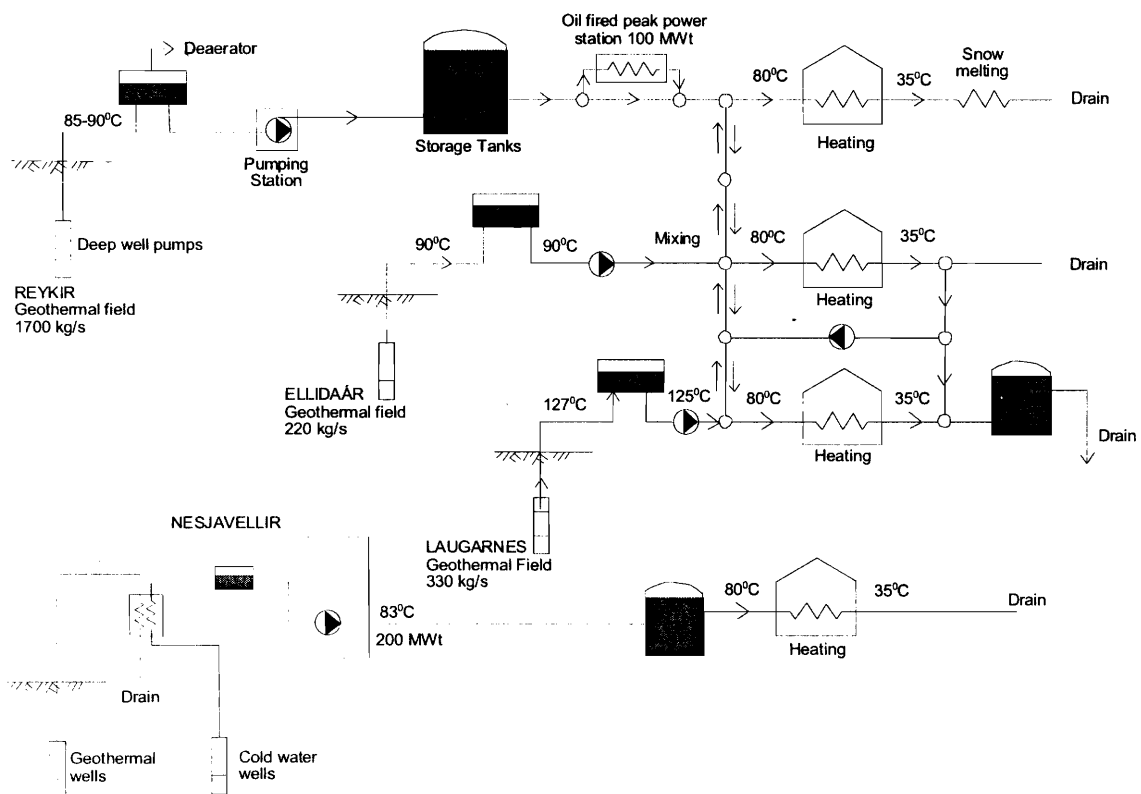 Oil fired peak power
station 100 MWt
Deaerator
80⁰C
35⁰C
Snow
melting
Drain
85-90⁰C
Storage Tanks
Heating
Pumping
Station
Deep well pumps
90⁰C
90⁰C
Mixing
80⁰C
35⁰C
Drain
Heating
REYKIR
Geothermal field
1700 kg/s
ELLIDAÁR
Geothermal field
220 kg/s
127⁰C
125⁰C
80⁰C
35⁰C
Drain
Heating
NESJAVELLIR
LAUGARNES
Geothermal Field
330 kg/s
83⁰C
200 MWt
80⁰C
35⁰C
Drain
Heating
Drain
Geothermal
wells
Cold water
wells